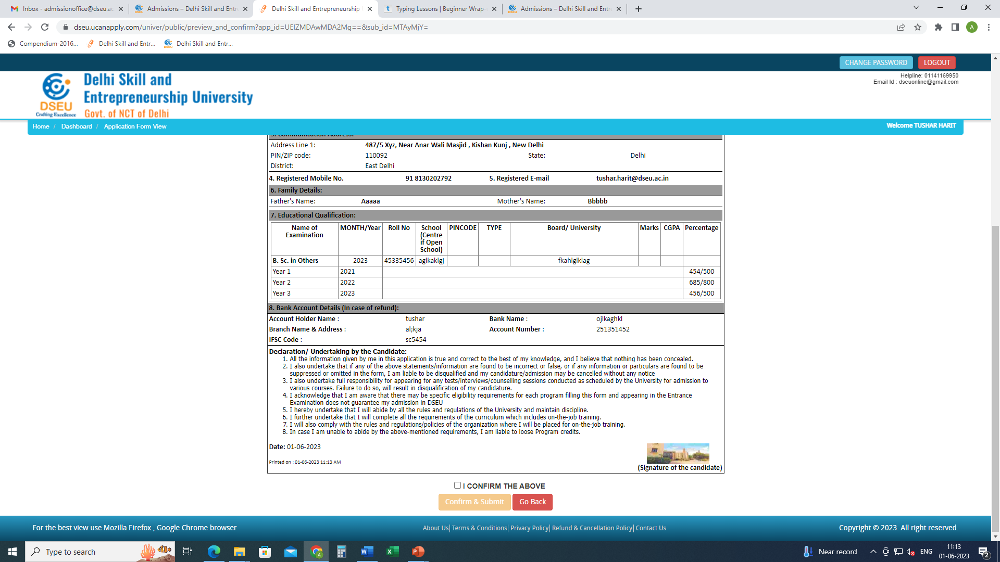 Inbox - admissionoffice@dseu.ac.
Admissions – Delhi Skill and Entr
Delhi Skill and Entrepreneurship
Typing Lessons | Beginner Wrap-
Admissions – Delhi Skill and Entr
dseu.ucanapply.com/univer/public/preview_and_confirm?app_id=UElZMDAwMDA2Mg==&sub_id=MTAyMjY=
A
Compendium-2016...
Delhi Skill and Entr...
Delhi Skill and Entr...
CHANGE PASSWORD LOGOUT
Helpline: 01141169950
Email Id : dseuonline@gmail.com
DSEU
Crafting Excellence
Delhi Skill and
Entrepreneurship University
Govt. of NCT of Delhi
Home / Dashboard / Application Form View
Welcome TUSHAR HARIT
3. Communication Address:
Address Line 1: 487/5 Xyz, Near Anar Wali Masjid , Kishan Kunj , New Delhi
PIN/ZIP code: 110092 State: Delhi
District: East Delhi
4. Registered Mobile No. 91 8130202792 5. Registered E-mail tushar.harit@dseu.ac.in
6. Family Details:
Father's Name: Aaaaa Mother's Name: Bbbbb
7. Educational Qualification:
Name of Examination MONTH/Year Roll No School (Centre if Open School) PINCODE TYPE Board/ University Marks CGPA Percentage
B. Sc. in Others 2023 45335456 aglkaklgj fkahlglklag
Year 1 2021 454/500
Year 2 2022 685/800
Year 3 2023 456/500
8. Bank Account Details (In case of refund):
Account Holder Name : tushar Bank Name : ojlkaghkl
Branch Name & Address : al;kja Account Number : 251351452
IFSC Code : sc5454
Declaration/ Undertaking by the Candidate:
1. All the information given by me in this application is true and correct to the best of my knowledge, and I believe that nothing has been concealed.
2. I also undertake that if any of the above statements/information are found to be incorrect or false, or if any information or particulars are found to be
suppressed or omitted in the form, I am liable to be disqualified and my candidature/admission may be cancelled without any notice
3. I also undertake full responsibility for appearing for any tests/interviews/counselling sessions conducted as scheduled by the University for admission to
various courses. Failure to do so, will result in disqualification of my candidature.
4. I acknowledge that I am aware that there may be specific eligibility requirements for each program filling this form and appearing in the Entrance
Examination does not guarantee my admission in DSEU
5. I hereby undertake that I will abide by all the rules and regulations of the University and maintain discipline.
6. I further undertake that I will complete all the requirements of the curriculum which includes on-the-job training.
7. I will also comply with the rules and regulations/policies of the organization where I will be placed for on-the-job training.
8. In case I am unable to abide by the above-mentioned requirements, I am liable to loose Program credits.
Date: 01-06-2023
Printed on : 01-06-2023 11:13 AM
(Signature of the candidate)
I CONFIRM THE ABOVE
Confirm & Submit Go Back
For the best view use Mozilla Firefox , Google Chrome browser
About Us| Terms & Conditions| Privacy Policy| Refund & Cancellation Policy| Contact Us
Copyright © 2023. All right reserved.
Type to search
Near record
ENG
11:13
01-06-2023
2